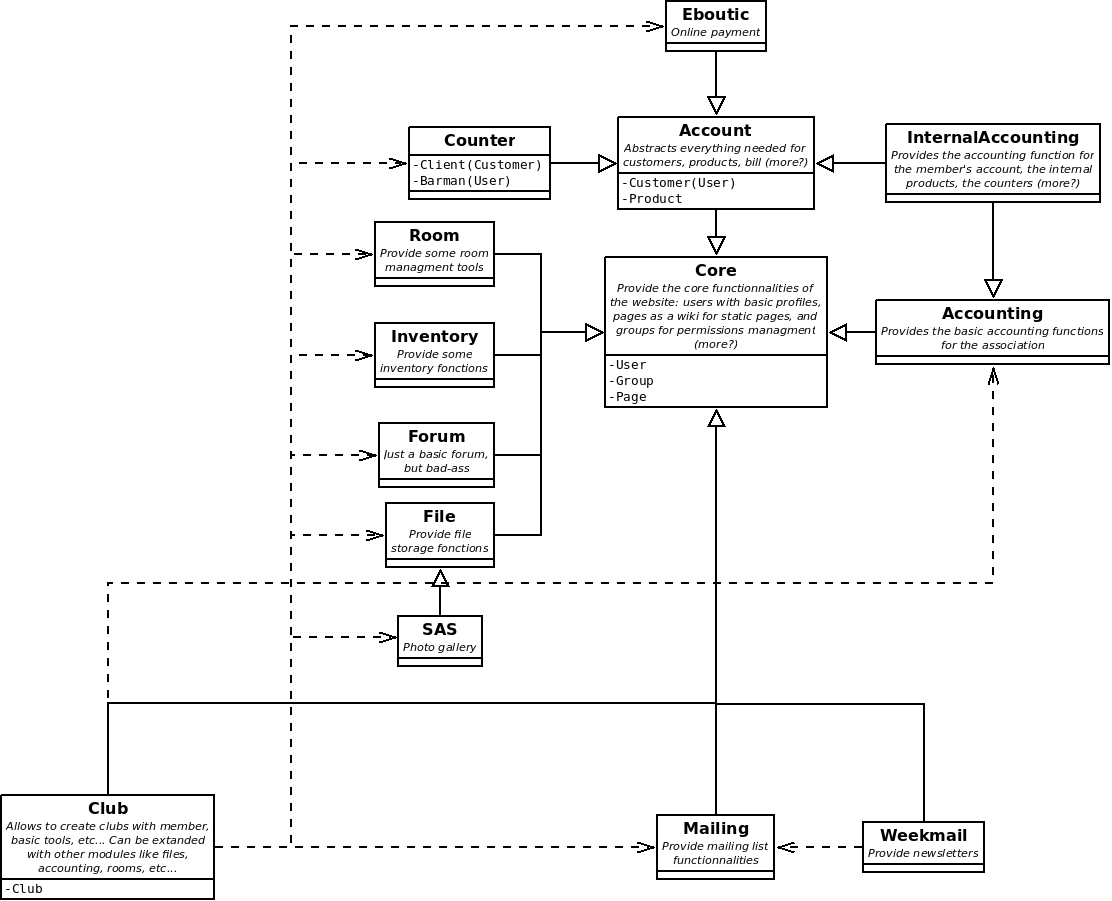 Eboutic
Online payment
Counter
-Client(Customer)
-Barman(User)
Account
Abstracts everything needed for
customers, products, bill (more?)
-Customer(User)
-Product
InternalAccounting
Provides the accounting function for
the member's account, the internal
products, the counters (more?)
Room
Provide some room
managment tools
Core
Provide the core functionnalities of
the website: users with basic profiles,
pages as a wiki for static pages, and
groups for permissions managment
(more?)
-User
-Group
-Page
Accounting
Provides the basic accounting functions
for the association
Inventory
Provide some
inventory fonctions
Forum
Just a basic forum,
but bad-ass
File
Provide file
storage fonctions
SAS
Photo gallery
Club
Allows to create clubs with member,
basic tools, etc... Can be extanded
with other modules like files,
accounting, rooms, etc...
-Club
Mailing
Provide mailing list
functionnalities
Weekmail
Provide newsletters